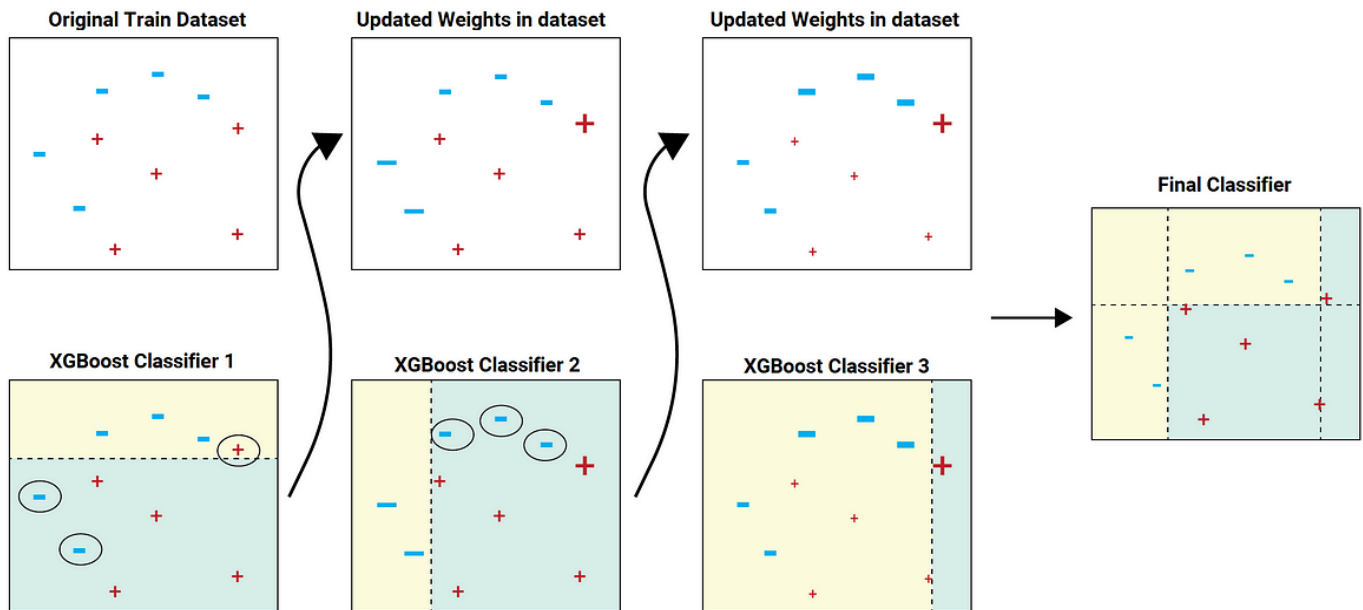 Original Train Dataset
Updated Weights in dataset
Updated Weights in dataset
Final Classifier
XGBoost Classifier 1
XGBoost Classifier 2
XGBoost Classifier 3